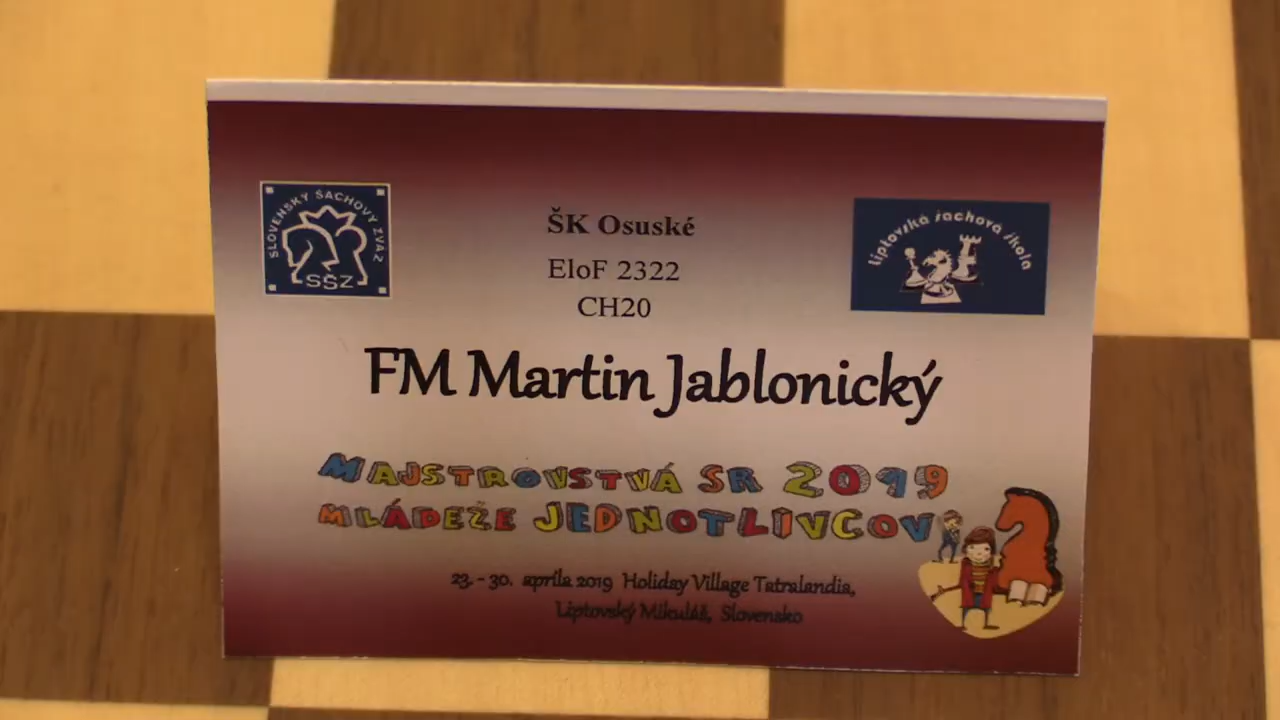 SLOVENSKÝ ŠACHOVÝ ZVÄZ
SŠZ
ŠK Osuské
EloF 2322
CH20
Liptovská šachová škola
FM Martin Jablonický
MAJSTROVSTVÁ SR 2019
MLÁDEŽE JEDNOTLIVCOV
23. - 30. apríla 2019 Holiday Village Tatralandia,
Liptovský Mikuláš, Slovensko